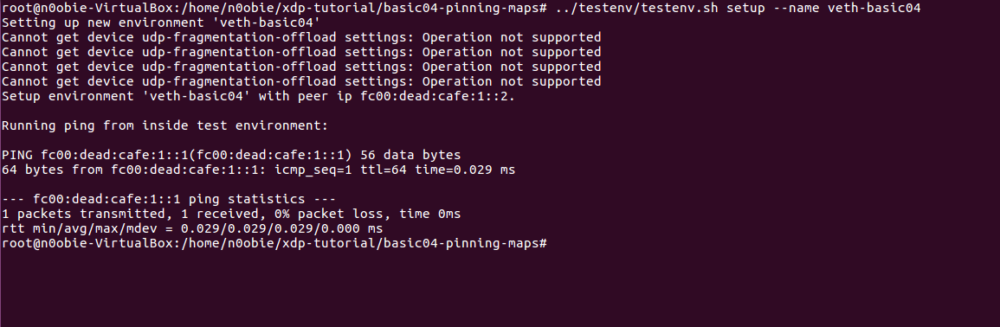 root@n0obie-VirtualBox:/home/n0obie/xdp-tutorial/basic04-pinning-maps# ../testenv/testenv.sh setup --name veth-basic04
Setting up new environment 'veth-basic04'
Cannot get device udp-fragmentation-offload settings: Operation not supported
Cannot get device udp-fragmentation-offload settings: Operation not supported
Cannot get device udp-fragmentation-offload settings: Operation not supported
Cannot get device udp-fragmentation-offload settings: Operation not supported
Setup environment 'veth-basic04' with peer ip fc00:dead:cafe:1::2.
Running ping from inside test environment:
PING fc00:dead:cafe:1::1(fc00:dead:cafe:1::1) 56 data bytes
64 bytes from fc00:dead:cafe:1::1: icmp_seq=1 ttl=64 time=0.029 ms
--- fc00:dead:cafe:1::1 ping statistics ---
1 packets transmitted, 1 received, 0% packet loss, time 0ms
rtt min/avg/max/mdev = 0.029/0.029/0.029/0.000 ms
root@n0obie-VirtualBox:/home/n0obie/xdp-tutorial/basic04-pinning-maps#